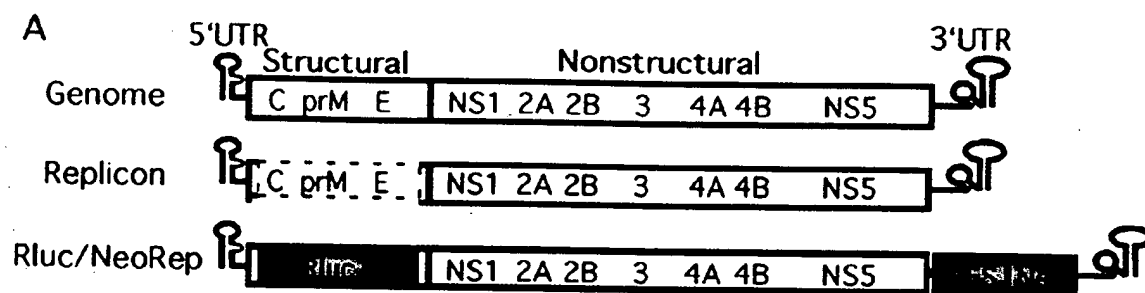 A
5'UTR
3'UTR
Structural
Nonstructural
Genome
C prM E NS1 2A 2B 3 4A 4B NS5
Replicon
C prM E NS1 2A 2B 3 4A 4B NS5
Rluc/NeoRep
NS1 2A 2B 3 4A 4B NS5